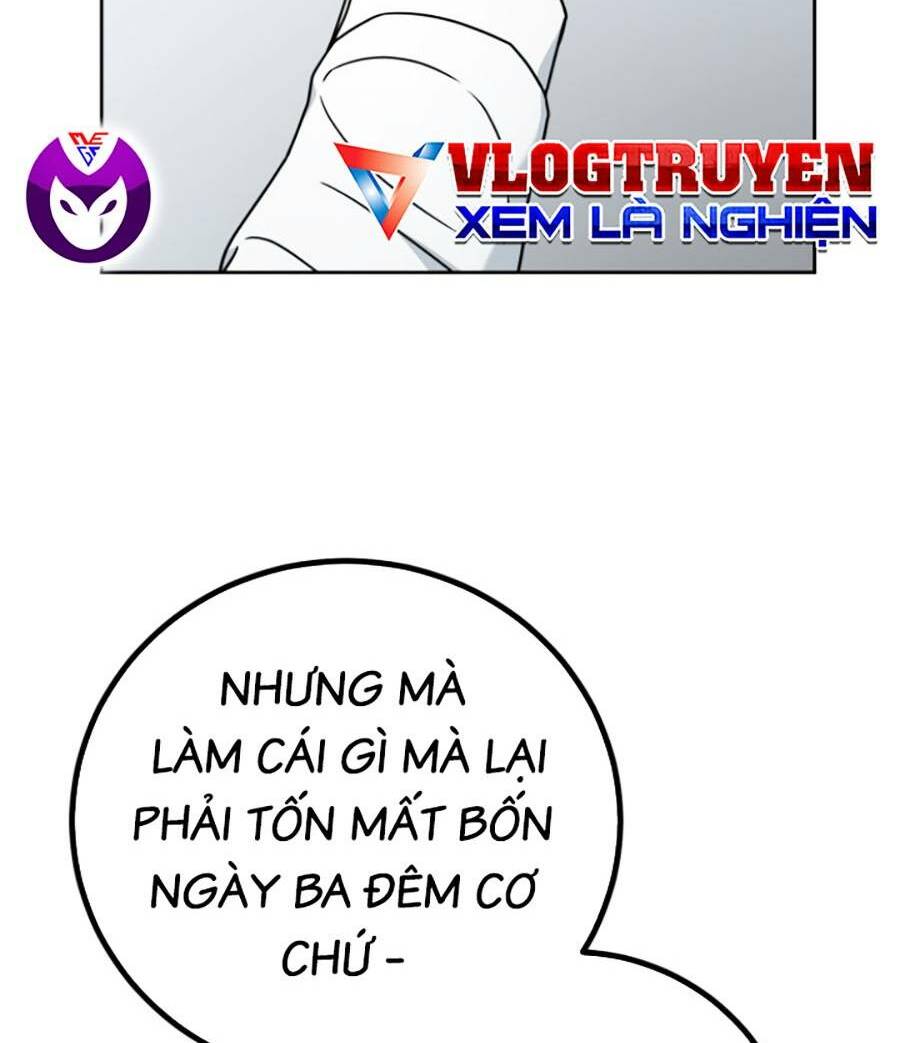 VLOGTRUYEN
XEM LÀ NGHIỆN
NHƯNG MÀ
LÀM CÁI GÌ MÀ LẠI
PHẢI TỐN MẤT BỐN
NGÀY BA ĐÊM CƠ
CHỨ -